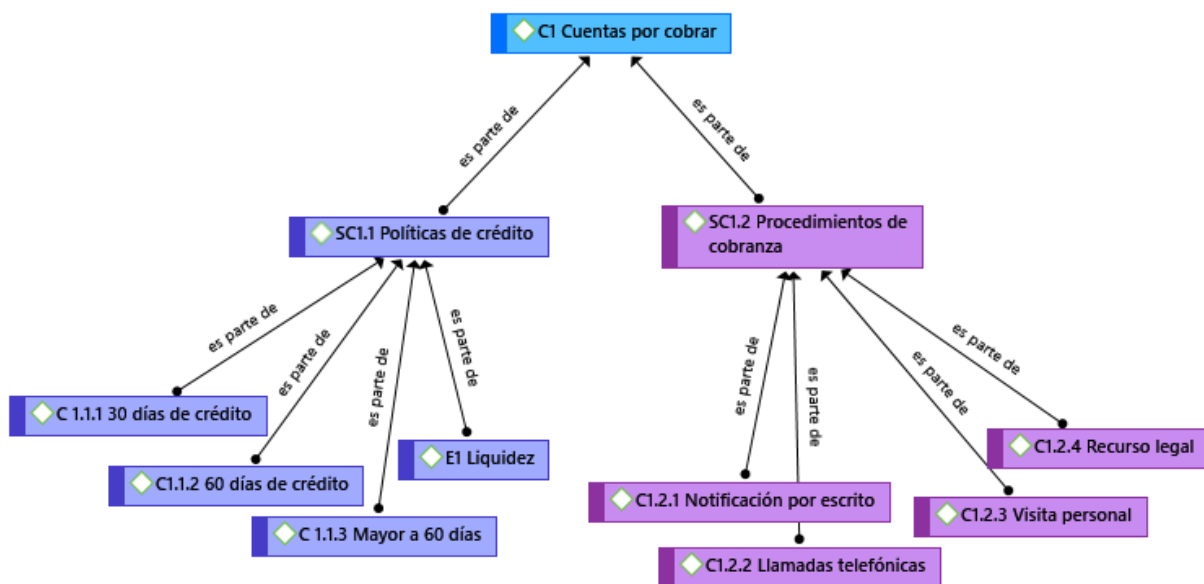 C1 Cuentas por cobrar
es parte de
es parte de
SC1.1 Políticas de crédito
SC1.2 Procedimientos de
cobranza
es parte de
es parte de
es parte de
es parte de
es parte de
es parte de
es parte de
es parte de
C 1.1.1 30 días de crédito
C1.1.2 60 días de crédito
C 1.1.3 Mayor a 60 días
E1 Liquidez
C1.2.1 Notificación por escrito
C1.2.2 Llamadas telefónicas
C1.2.3 Visita personal
C1.2.4 Recurso legal